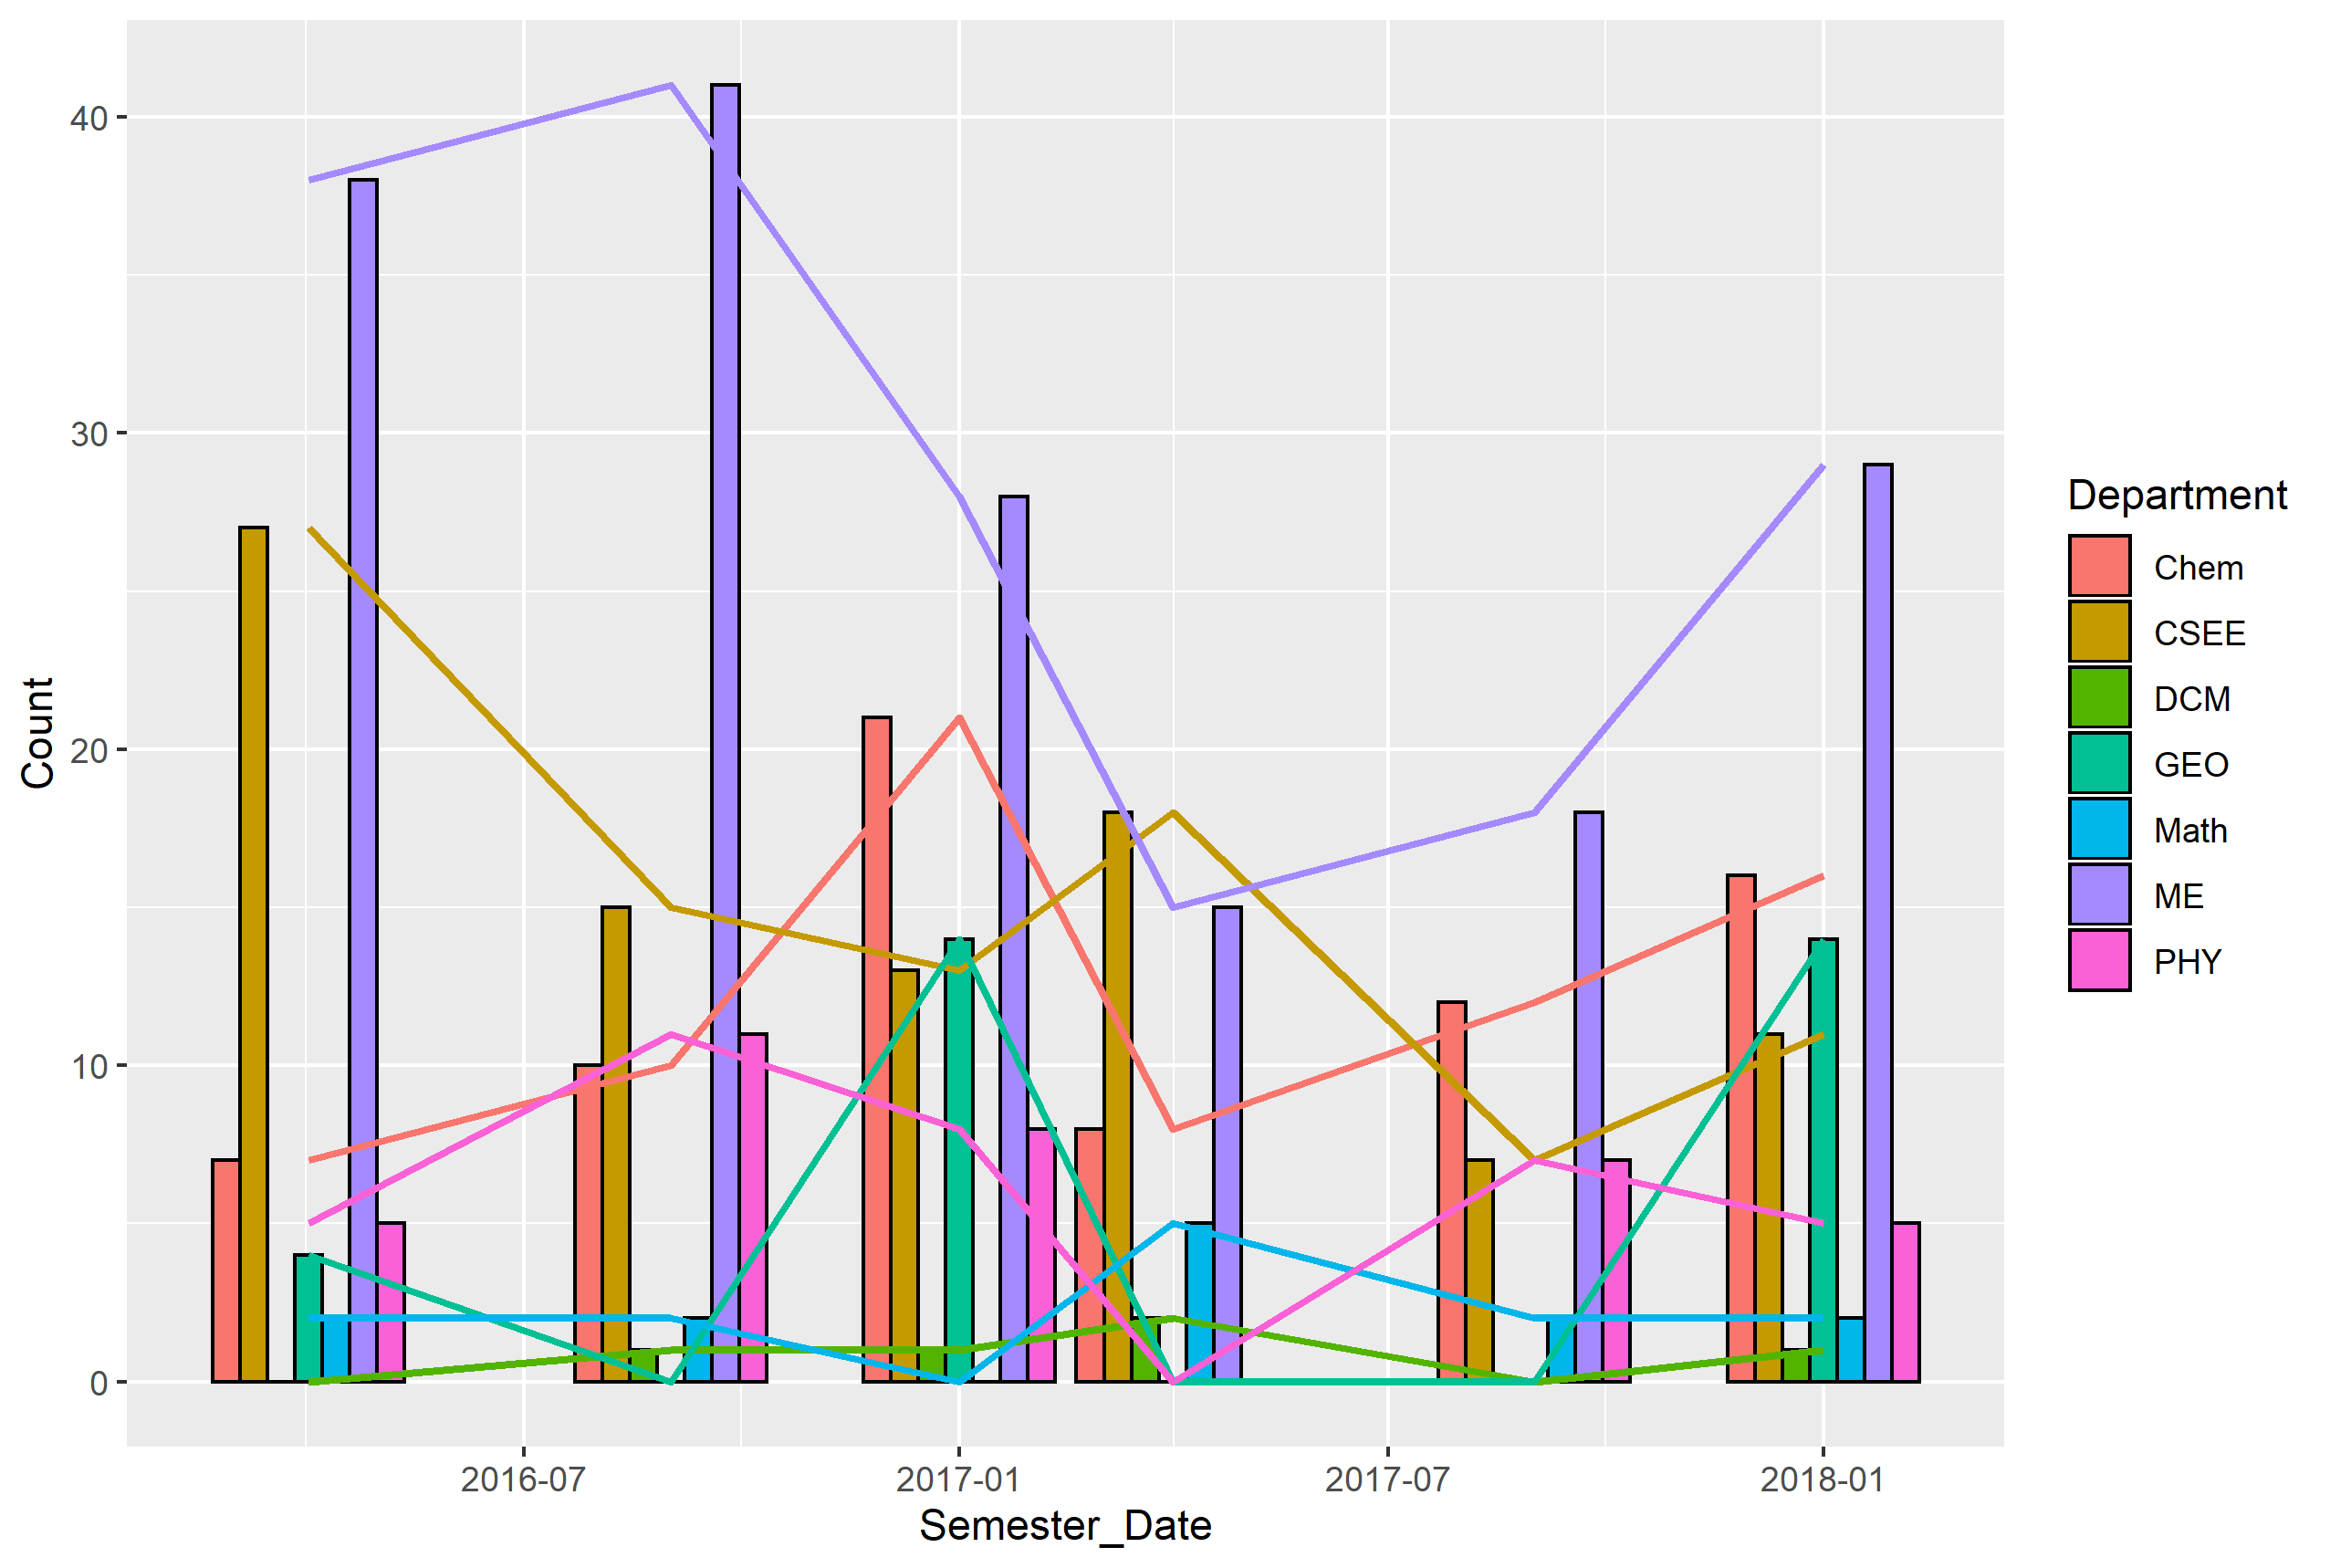 40
30
20
10
0
Count
2016-07
2017-01
2017-07
2018-01
Semester_Date
Department
Chem
CSEE
DCM
GEO
Math
ME
PHY